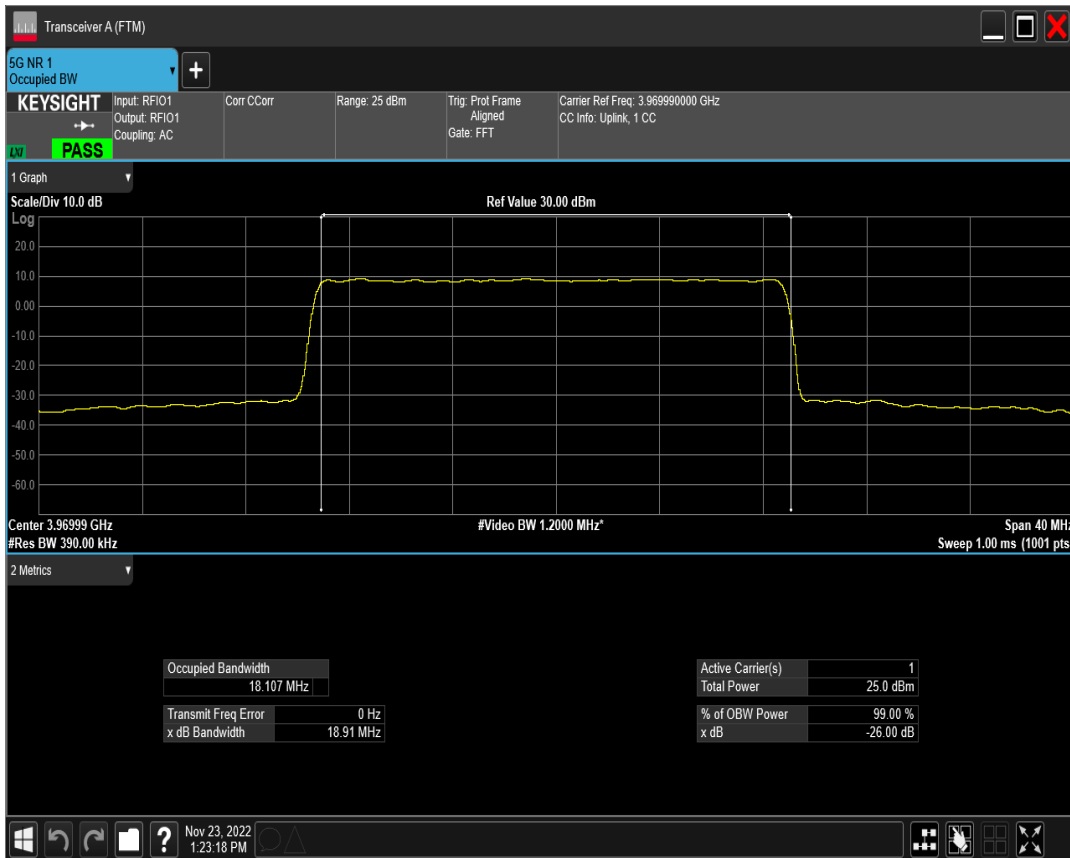 Transceiver A (FTM)
5G NR 1
Occupied BW
+
KEYSIGHT
LXI
PASS
Input: RFIO1
Output: RFIO1
Coupling: AC
Corr CCorr
Range: 25 dBm
Trig: Prot Frame
Aligned
Gate: FFT
Carrier Ref Freq: 3.969990000 GHz
CC Info: Uplink, 1 CC
1 Graph
Scale/Div 10.0 dB
Ref Value 30.00 dBm
Log
20.0
10.0
0.00
-10.0
-20.0
-30.0
-40.0
-50.0
-60.0
Center 3.96999 GHz
#Video BW 1.2000 MHz*
Span 40 MHz
#Res BW 390.00 kHz
Sweep 1.00 ms (1001 pts
2 Metrics
Occupied Bandwidth
18.107 MHz
Transmit Freq Error 0 Hz
x dB Bandwidth 18.91 MHz
Active Carrier(s) 1
Total Power 25.0 dBm
% of OBW Power 99.00 %
x dB -26.00 dB
?
Nov 23, 2022
1:23:18 PM